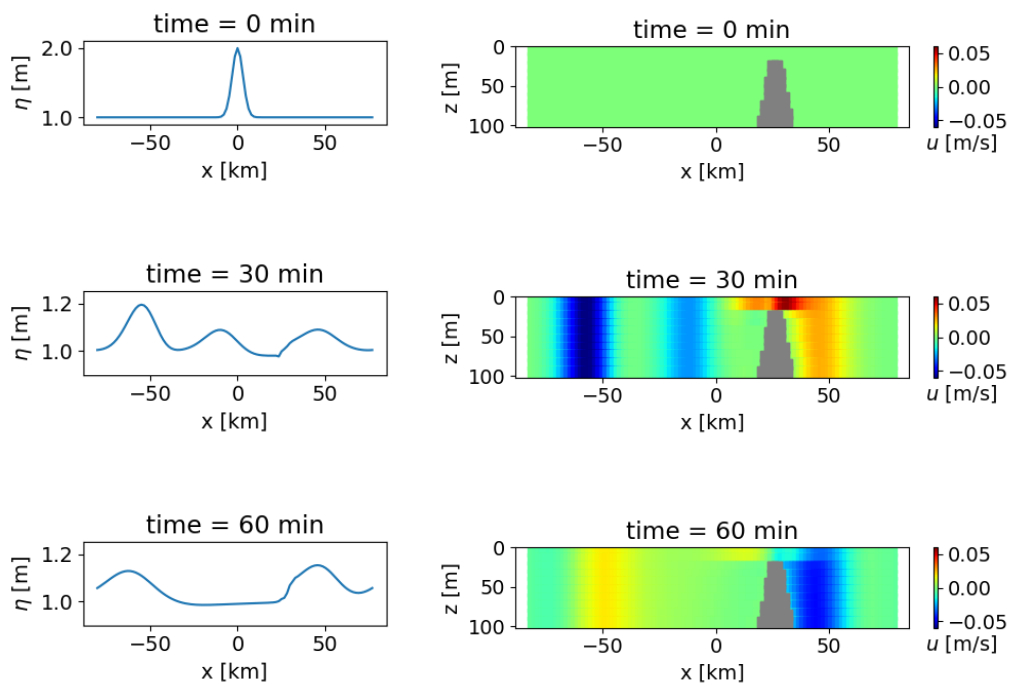 time = 0 min
2.0
1.0
η [m]
−50 0 50
x [km]
time = 0 min
0
50
100
z [m]
−50 0 50
x [km]
0.05
0.00
−0.05
u [m/s]
time = 30 min
1.2
1.0
η [m]
−50 0 50
x [km]
time = 30 min
0
50
100
z [m]
−50 0 50
x [km]
0.05
0.00
−0.05
u [m/s]
time = 60 min
1.2
1.0
η [m]
−50 0 50
x [km]
time = 60 min
0
50
100
z [m]
−50 0 50
x [km]
0.05
0.00
−0.05
u [m/s]